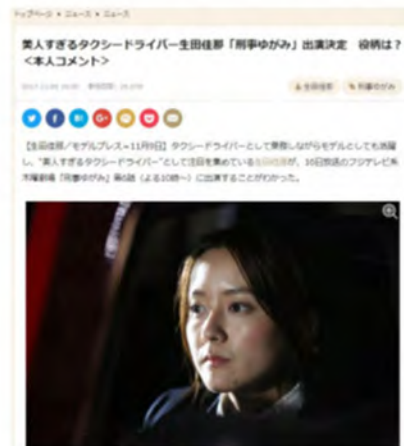 トップページ ▸ ニュース ▸ ニュース
美人すぎるタクシードライバー生田佳那「刑事ゆがみ」出演決定　役柄は？
＜本人コメント＞
生田佳那　刑事ゆがみ
【生田佳那／モデルプレス＝11月9日】タクシードライバーとして乗務しながらモデルとしても活躍
し、“美人すぎるタクシードライバー”として注目を集めている生田佳那が、16日放送のフジテレビ系
木曜劇場「刑事ゆがみ」第6話（よる10時～）に出演することがわかった。